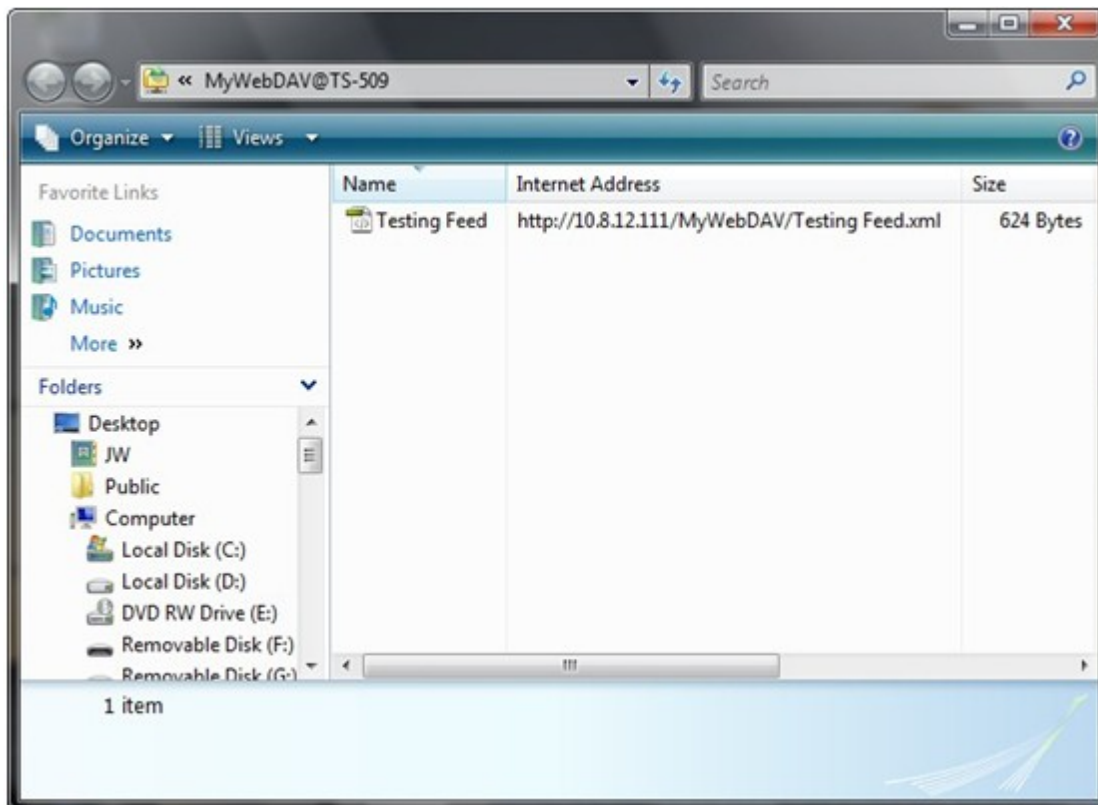 « MyWebDAV@TS-509
Search
Organize Views
Favorite Links
Documents
Pictures
Music
More »
Folders
Desktop
JW
Public
Computer
Local Disk (C:)
Local Disk (D:)
DVD RW Drive (E:)
Removable Disk (F:)
Removable Disk (G:)
Name Internet Address Size
Testing Feed http://10.8.12.111/MyWebDAV/Testing Feed.xml 624 Bytes
1 item